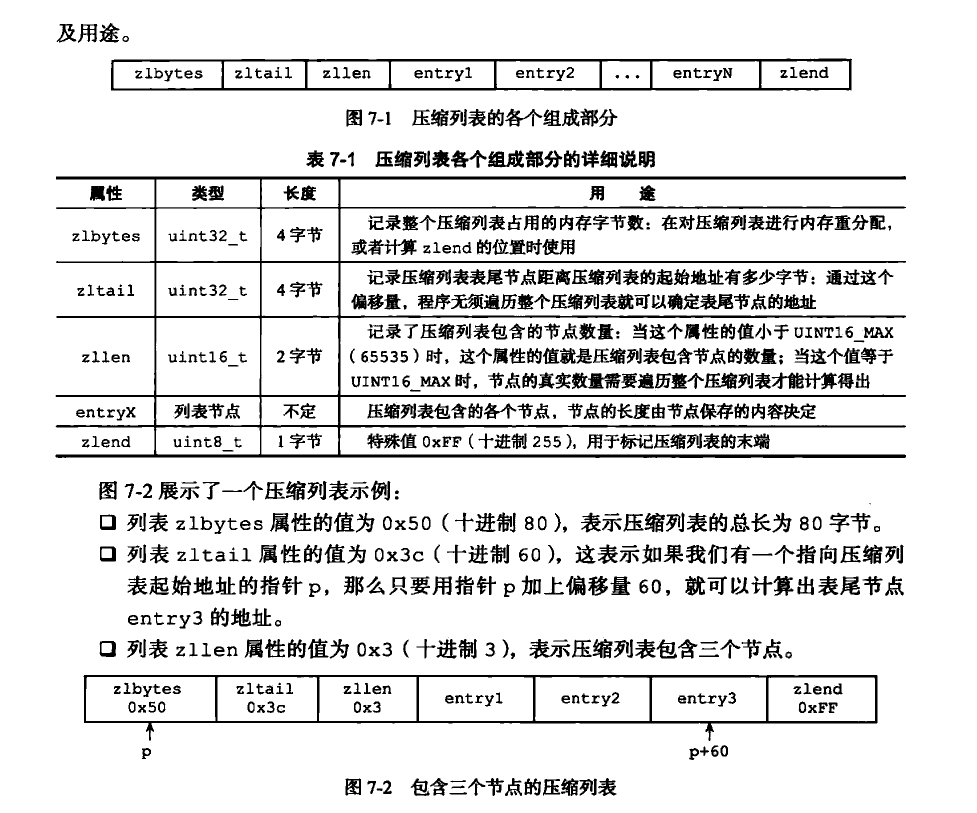 及用途。
zlbytes zltail zllen entry1 entry2 ... entryN zlend
图 7-1 压缩列表的各个组成部分
表 7-1 压缩列表各个组成部分的详细说明
属性 类型 长度 用 途
zlbytes uint32_t 4 字节 记录整个压缩列表占用的内存字节数：在对压缩列表进行内存重分配，
或者计算 zlend 的位置时使用
zltail uint32_t 4 字节 记录压缩列表表尾节点距离压缩列表的起始地址有多少字节：通过这个
偏移量，程序无须遍历整个压缩列表就可以确定表尾节点的地址
zllen uint16_t 2 字节 记录了压缩列表包含的节点数量：当这个属性的值小于 UINT16_MAX
（65535）时，这个属性的值就是压缩列表包含节点的数量；当这个值等于
UINT16_MAX 时，节点的真实数量需要遍历整个压缩列表才能计算得出
entryX 列表节点 不定 压缩列表包含的各个节点，节点的长度由节点保存的内容决定
zlend uint8_t 1 字节 特殊值 0xFF（十进制 255），用于标记压缩列表的末端
图 7-2 展示了一个压缩列表示例：
❑ 列表 zlbytes 属性的值为 0x50（十进制 80），表示压缩列表的总长为 80 字节。
❑ 列表 zltail 属性的值为 0x3c（十进制 60），这表示如果我们有一个指向压缩列
表起始地址的指针 p，那么只要用指针 p 加上偏移量 60，就可以计算出表尾节点
entry3 的地址。
❑ 列表 zllen 属性的值为 0x3（十进制 3），表示压缩列表包含三个节点。
zlbytes zltail zllen entry1 entry2 entry3 zlend
0x50 0x3c 0x3 0xFF
p p+60
图 7-2 包含三个节点的压缩列表